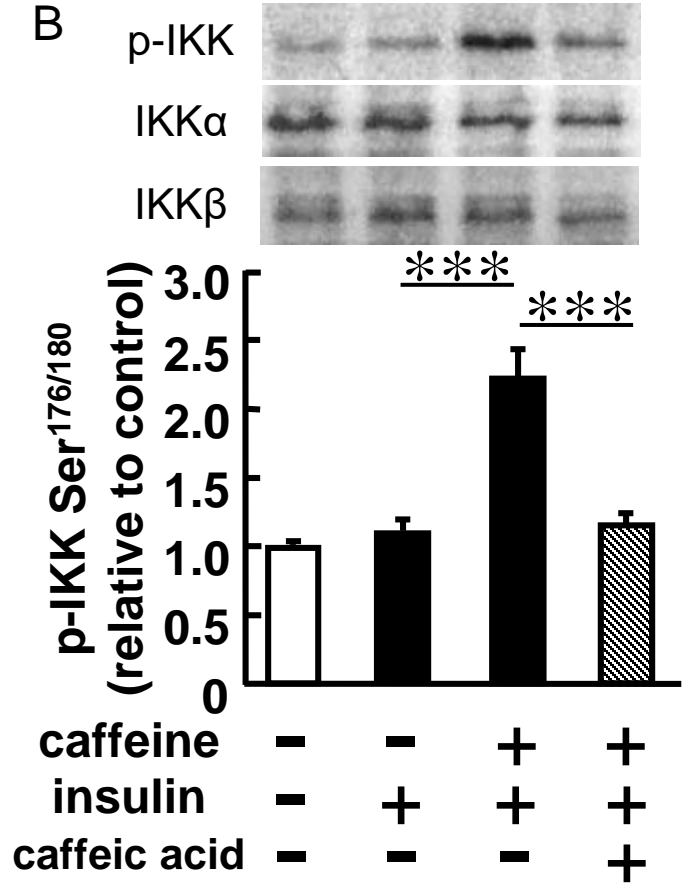 B
p-IKK
IKKα
IKKβ
***
***
p-IKK Ser176/180
(relative to control)
3.0
2.5
2.0
1.5
1.0
0.5
0
caffeine - - + +
insulin - + + +
caffeic acid - - - +